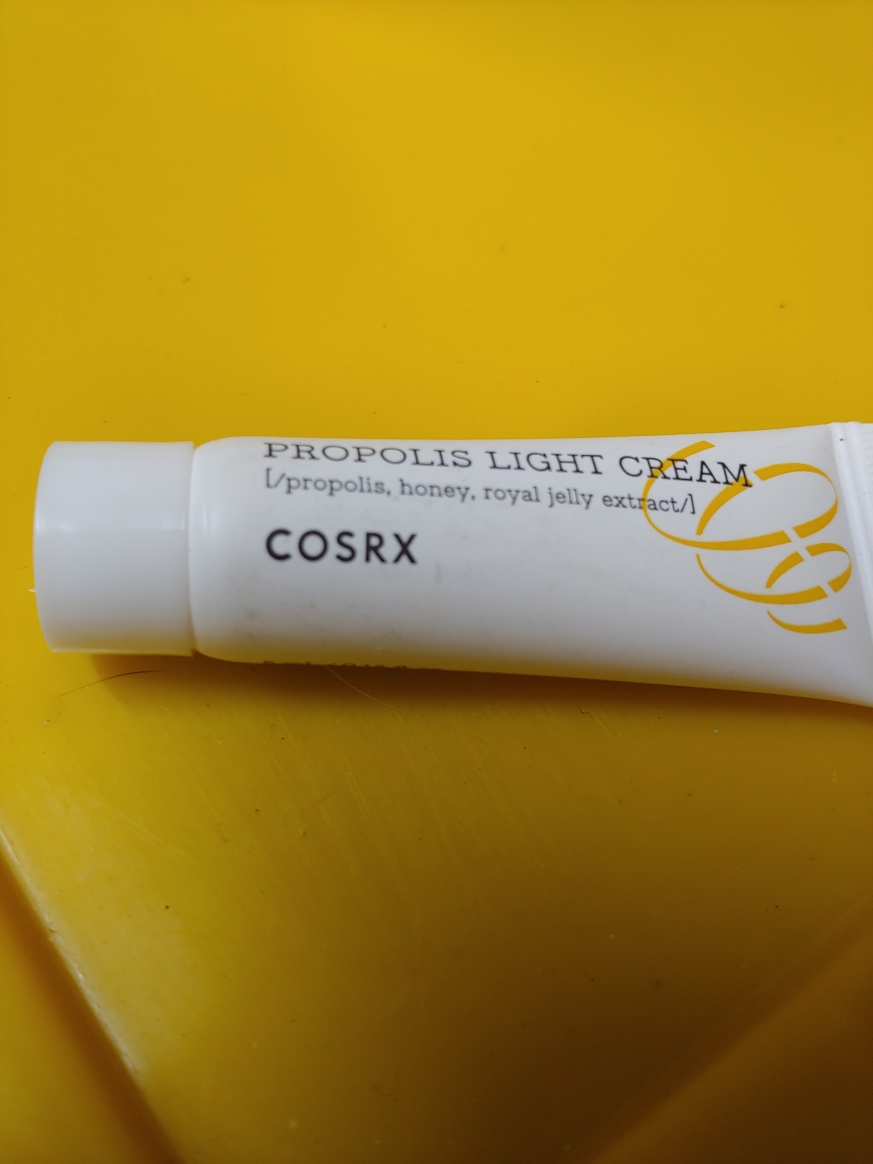 PROPOLIS LIGHT CREAM
[/propolis, honey, royal jelly extract/]
COSRX